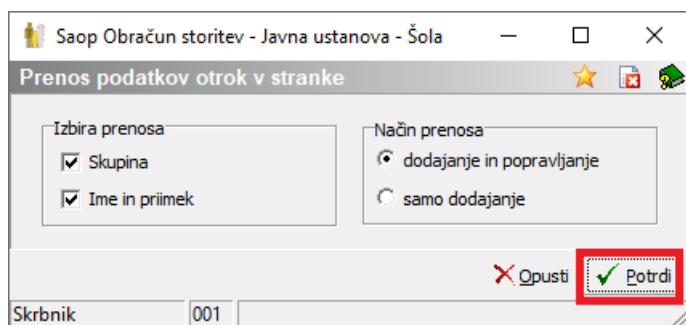 Saop Obračun storitev - Javna ustanova - Šola
Prenos podatkov otrok v stranke
Izbira prenosa
Skupina
Ime in priimek
Način prenosa
dodajanje in popravljanje
samo dodajanje
Opusti
Potrdi
Skrbnik 001